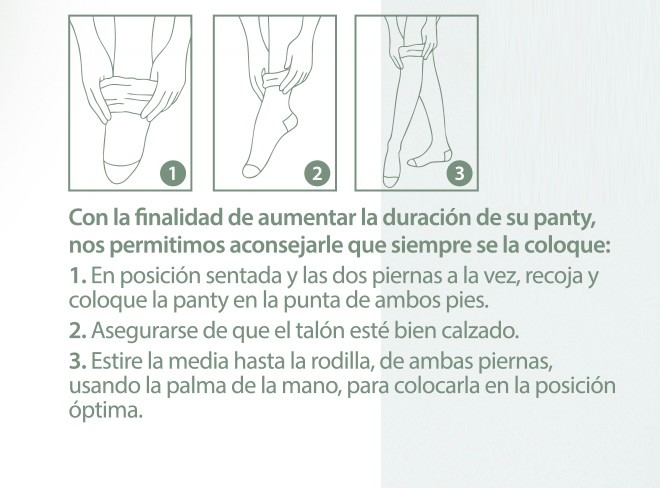 1 2 3
Con la finalidad de aumentar la duración de su panty,
nos permitimos aconsejarle que siempre se la coloque:
1. En posición sentada y las dos piernas a la vez, recoja y
coloque la panty en la punta de ambos pies.
2. Asegurarse de que el talón esté bien calzado.
3. Estire la media hasta la rodilla, de ambas piernas,
usando la palma de la mano, para colocarla en la posición
óptima.